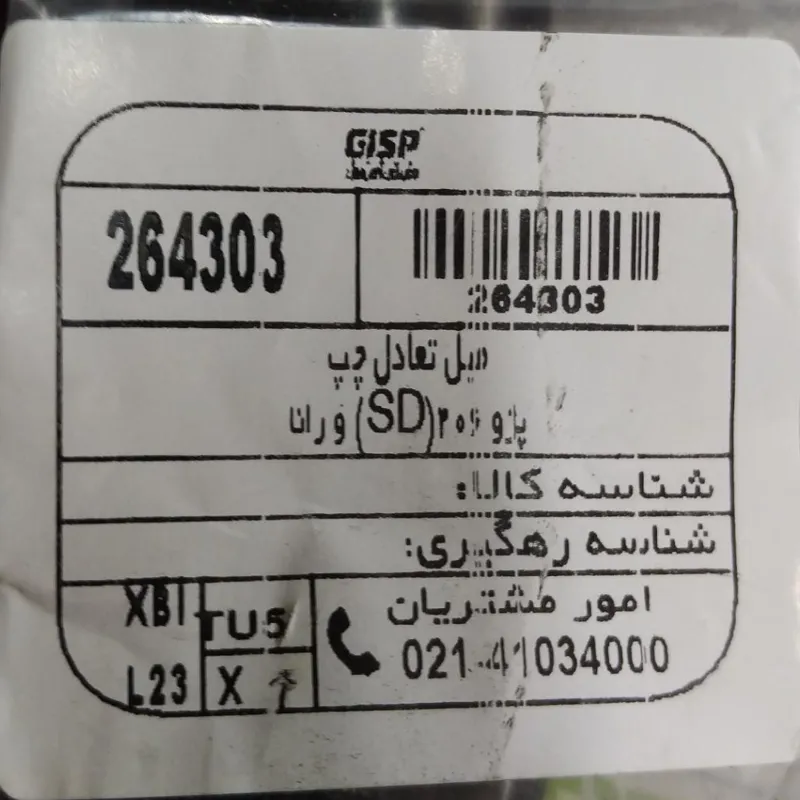 GISP
264303
264303
میل تعادل چپ
پژو ۲۰۶(SD) و رانا
شناسه کالا:
شناسه رهگیری:
امور مشتریان
021-41034000
TU5
X
L23